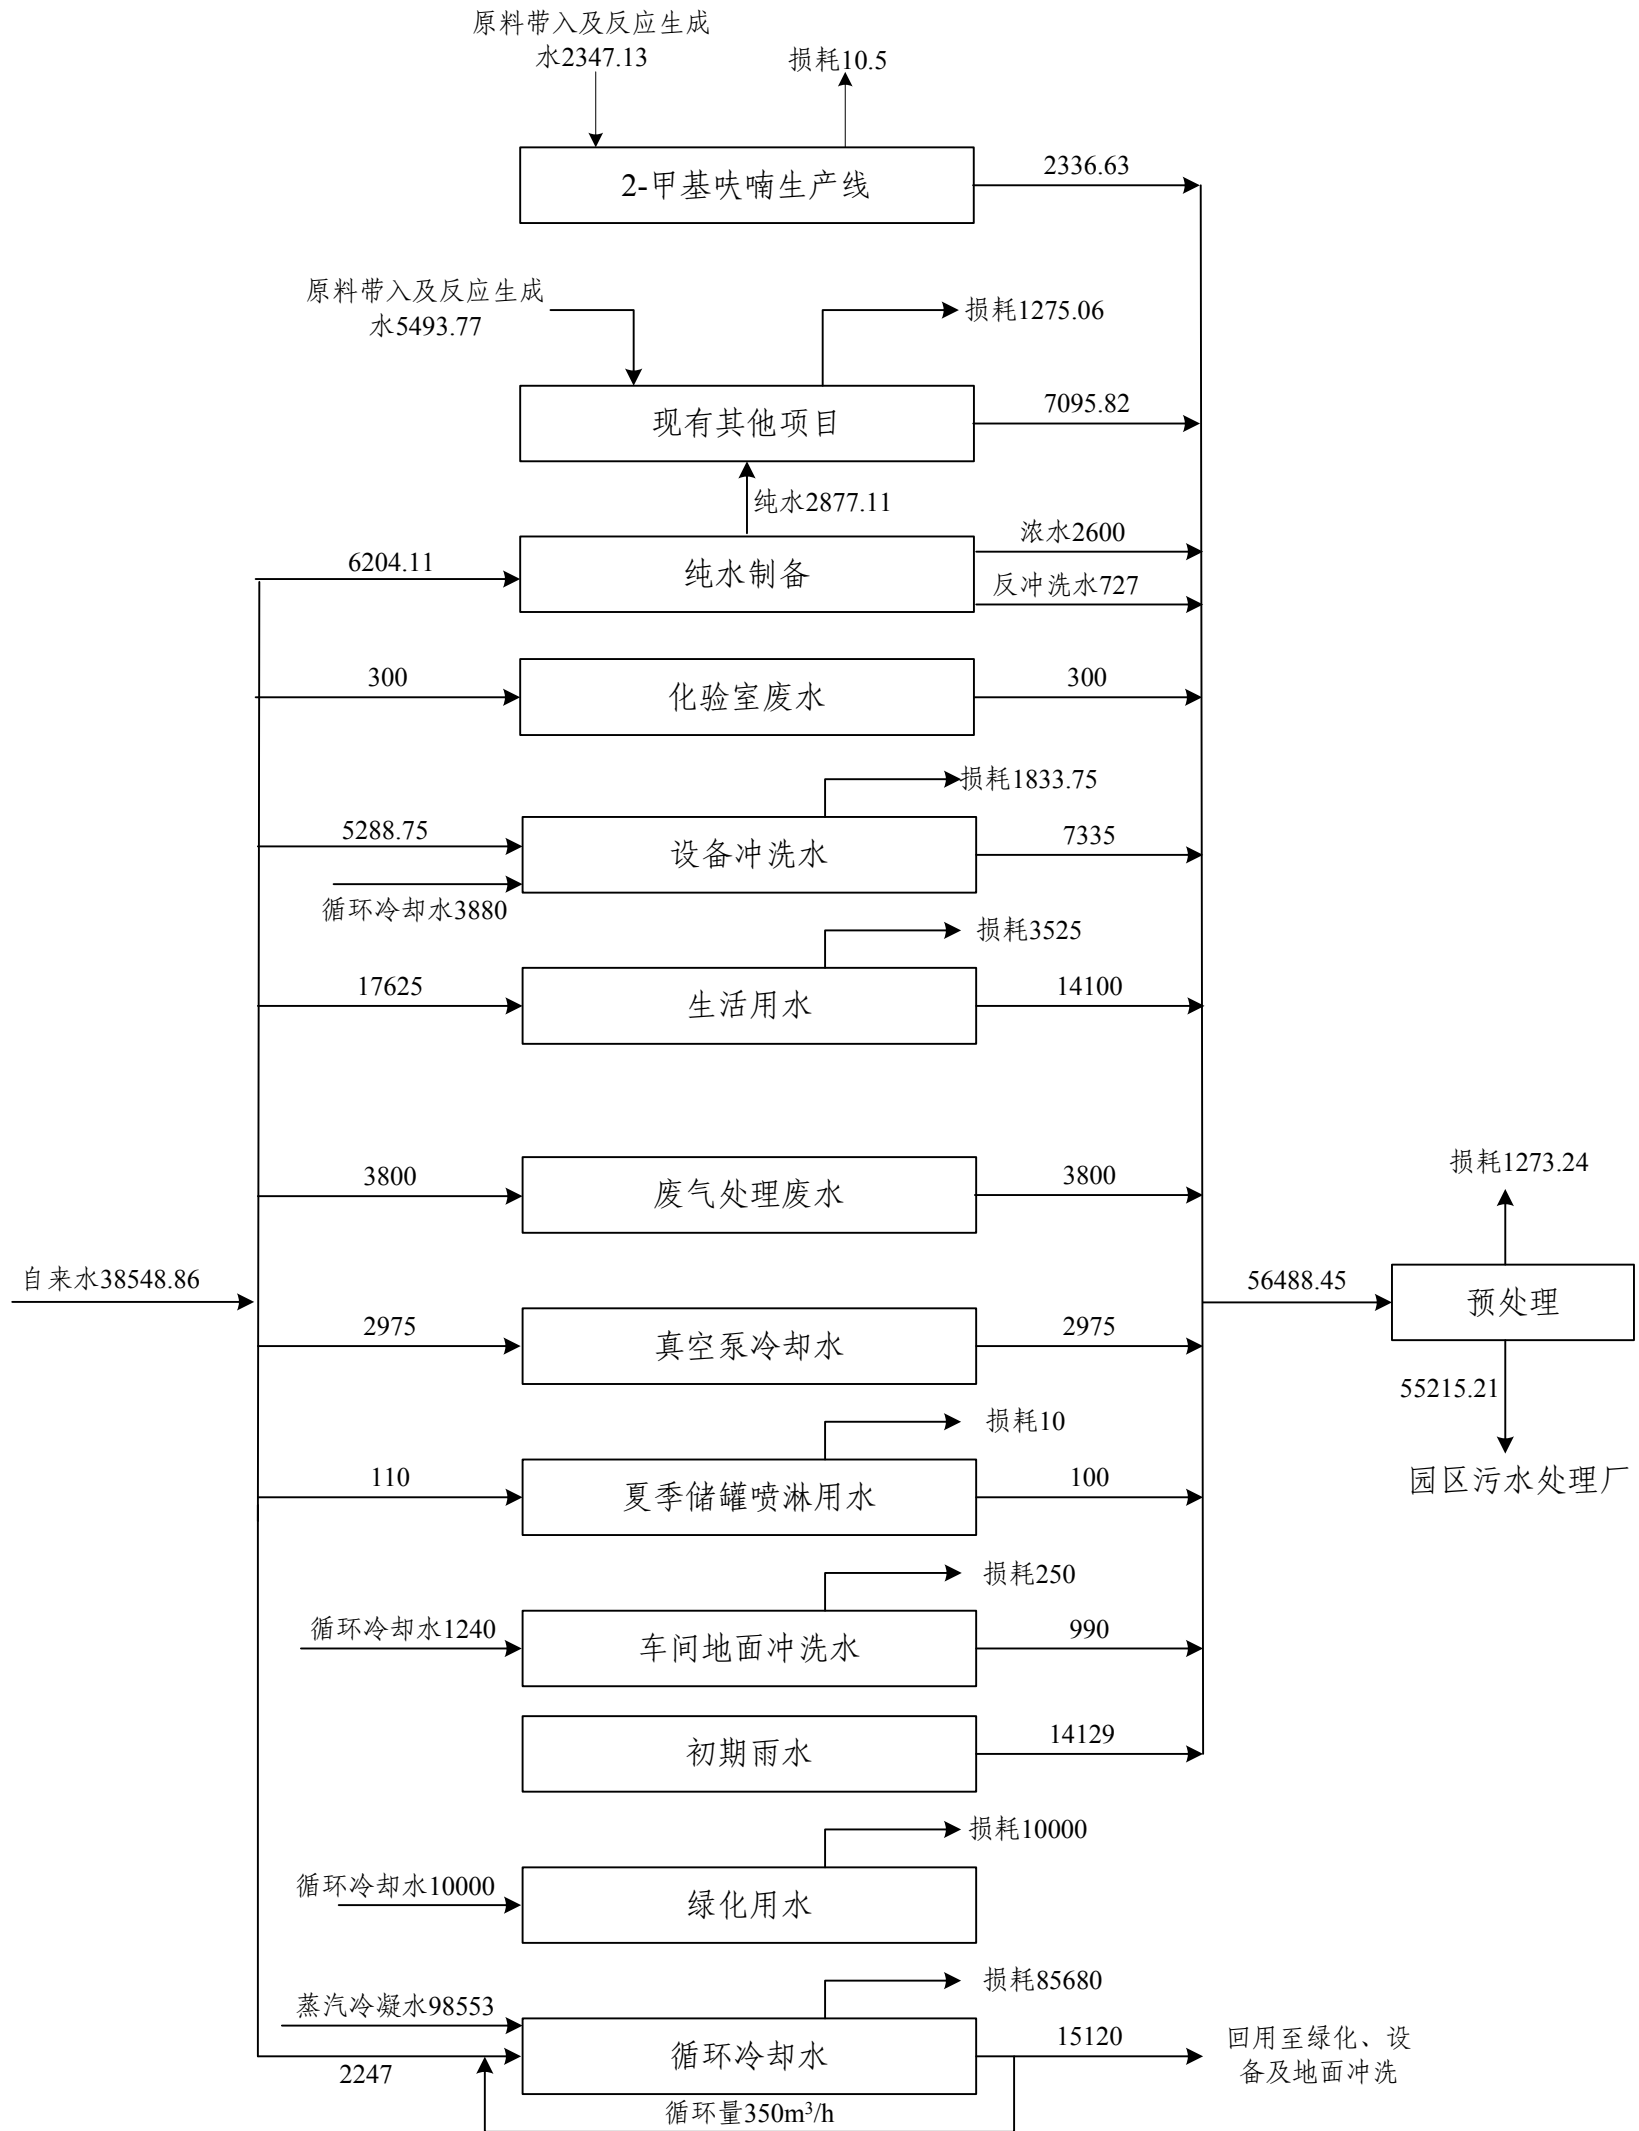 原料带入及反应生成
水2347.13
损耗10.5
2-甲基呋喃生产线
2336.63
原料带入及反应生成
水5493.77
损耗1275.06
现有其他项目
7095.82
纯水2877.11
6204.11
纯水制备
浓水2600
反冲洗水727
300
化验室废水
300
损耗1833.75
5288.75
设备冲洗水
7335
循环冷却水3880
损耗3525
17625
生活用水
14100
3800
废气处理废水
3800
损耗1273.24
自来水38548.86
56488.45
预处理
2975
真空泵冷却水
2975
55215.21
园区污水处理厂
损耗10
110
夏季储罐喷淋用水
100
损耗250
循环冷却水1240
车间地面冲洗水
990
初期雨水
14129
损耗10000
循环冷却水10000
绿化用水
损耗85680
蒸汽冷凝水98553
2247
循环冷却水
15120
回用至绿化、设
备及地面冲洗
循环量350m³/h